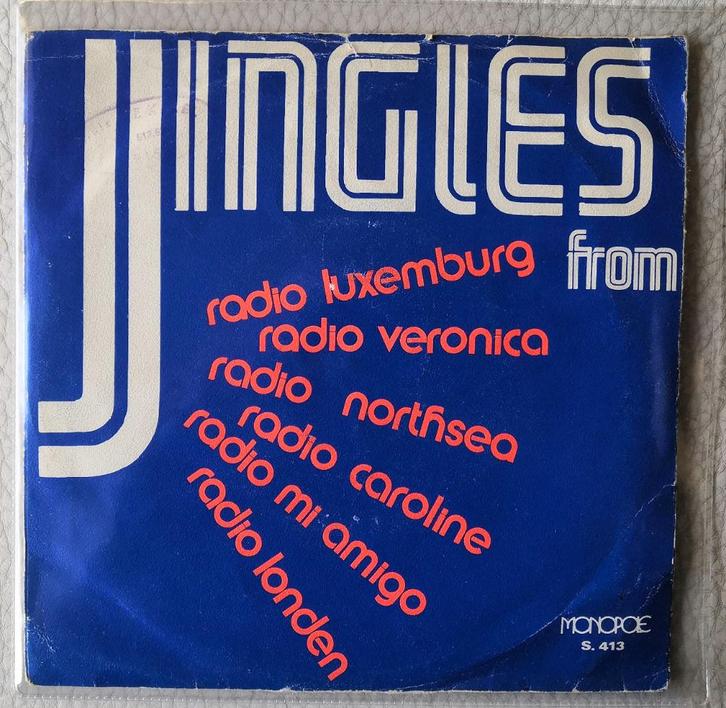 JINGLES
from
radio luxemburg
radio veronica
radio northsea
radio caroline
radio mi amigo
radio londen
MONOPOLE
S. 413